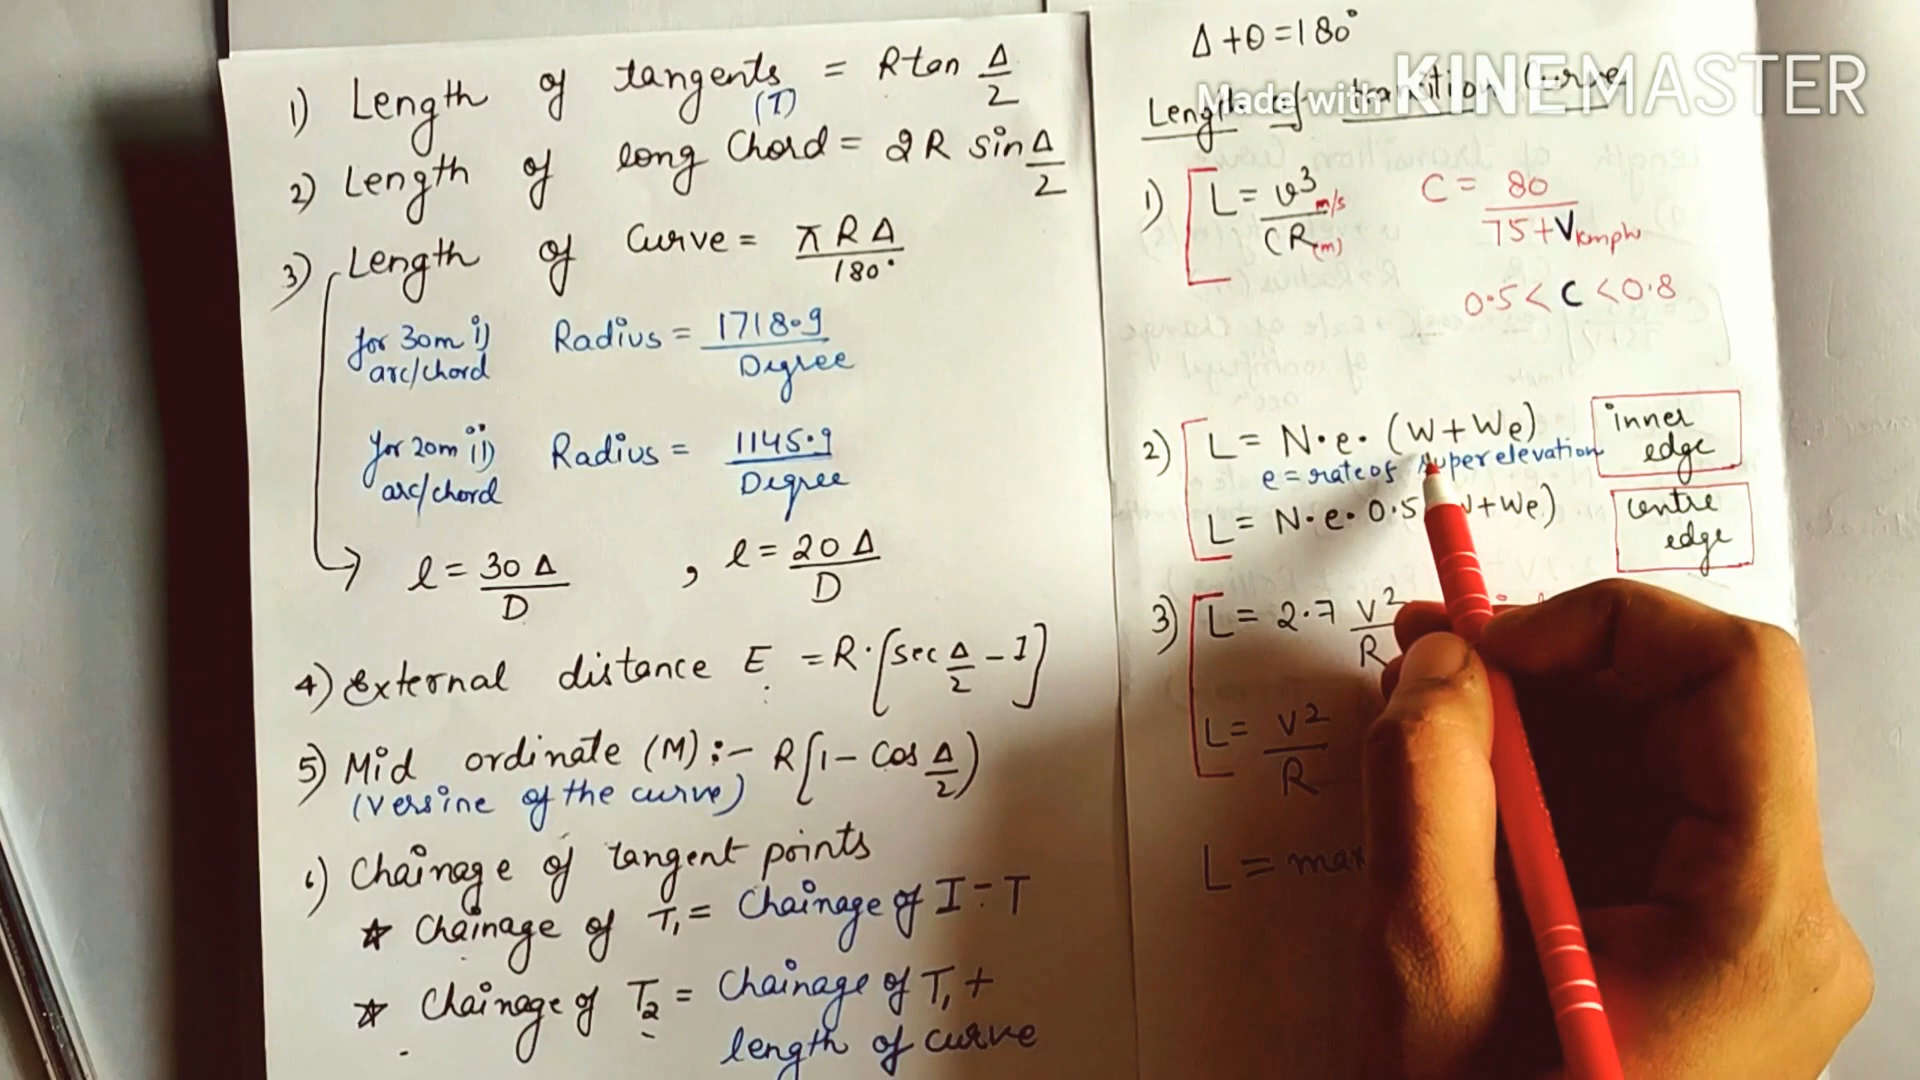 1) Length of tangents = R tan Δ/2
(T)
2) Length of long Chord = 2R sin Δ/2
3) Length of Curve = πRΔ/180°
for 30m i) Radius = 1718.9/Degree
arc/chord
for 20m ii) Radius = 1145.9/Degree
arc/chord
l = 30Δ/D , l = 20Δ/D
4) External distance E = R.[sec Δ/2 - 1]
5) Mid ordinate (M) :- R[1 - Cos Δ/2)
(Versine of the curve)
6) Chainage of tangent points
☆ Chainage of T₁ = Chainage of I - T
☆ Chainage of T₂ = Chainage of T₁ +
length of curve
Δ + θ = 180°
Made with KINEMASTER
Length of transition Curve
1) L = v³ m/s / CR(m) C = 80 / 75+V kmph
0.5 < C < 0.8
2) L = N.e.(W+We) inner edge
e = rate of superelevation
L = N.e.0.5 +We) centre edge
3) L = 2.7 V²/R
L = V²/R
L = max